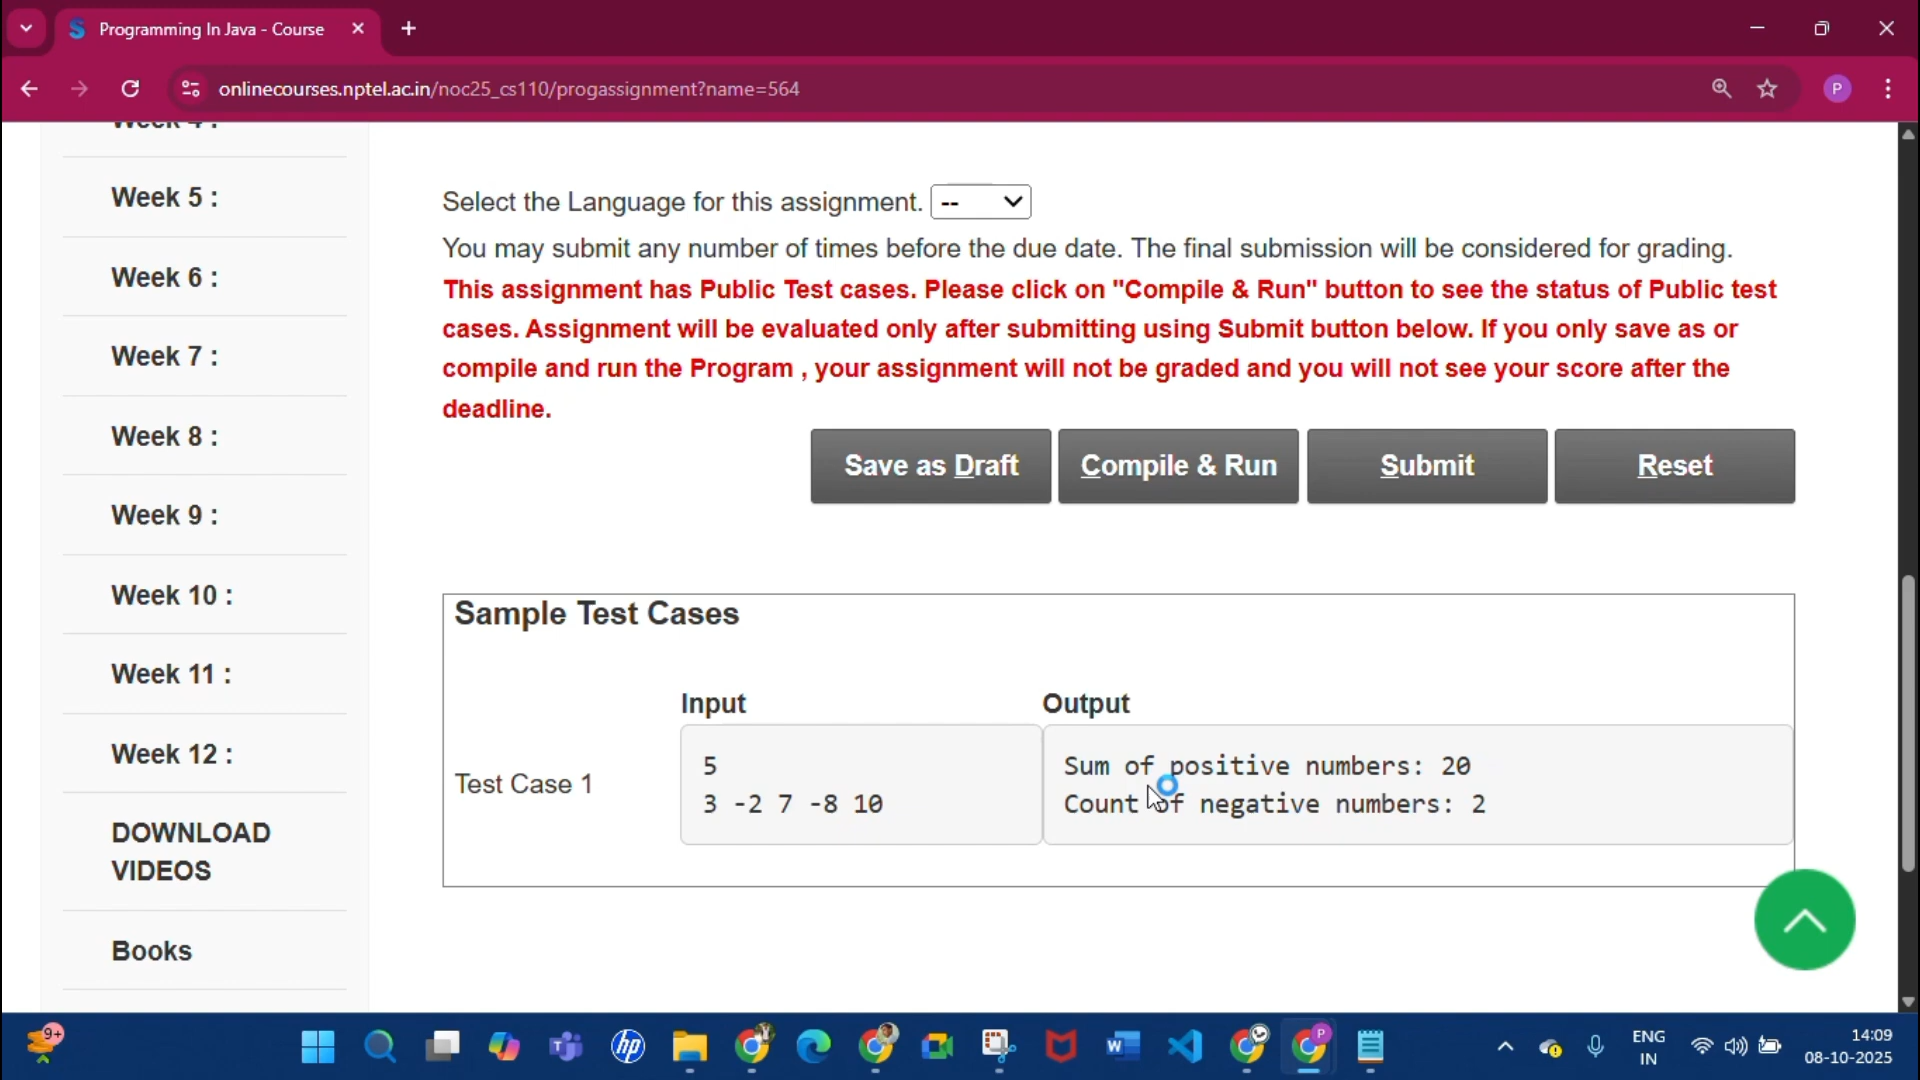 Programming In Java - Course
onlinecourses.nptel.ac.in/noc25_cs110/progassignment?name=564
P
Week 4 :
Week 5 :
Week 6 :
Week 7 :
Week 8 :
Week 9 :
Week 10 :
Week 11 :
Week 12 :
DOWNLOAD
VIDEOS
Books
Select the Language for this assignment. --
You may submit any number of times before the due date. The final submission will be considered for grading.
This assignment has Public Test cases. Please click on "Compile & Run" button to see the status of Public test
cases. Assignment will be evaluated only after submitting using Submit button below. If you only save as or
compile and run the Program , your assignment will not be graded and you will not see your score after the
deadline.
Save as Draft Compile & Run Submit Reset
Sample Test Cases
Input Output
Test Case 1
5
3 -2 7 -8 10
Sum of positive numbers: 20
Count of negative numbers: 2
9+
hp
W
P
ENG
IN
14:09
08-10-2025